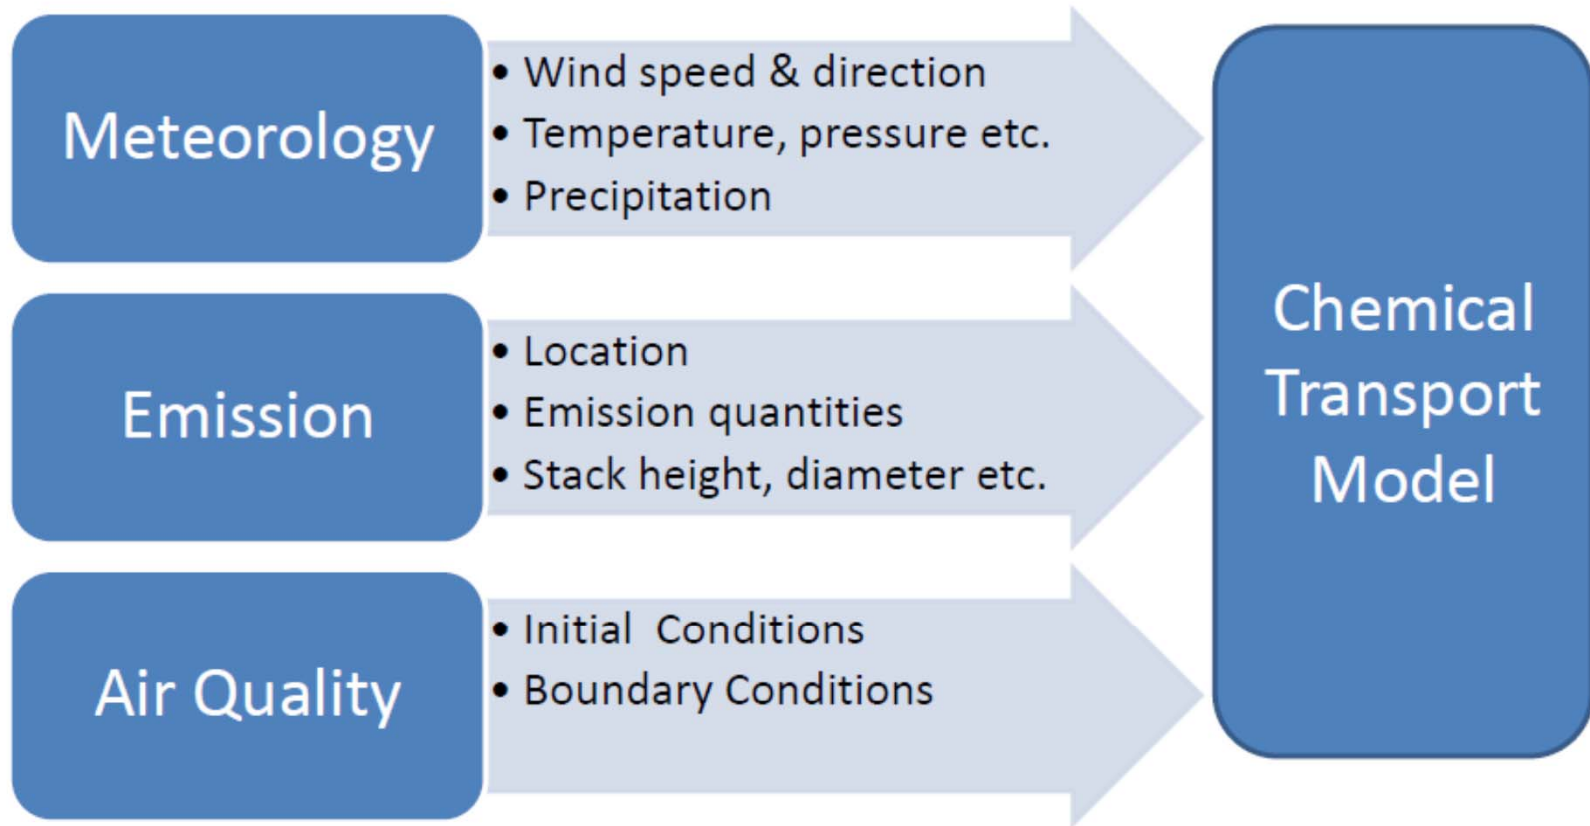 Meteorology
• Wind speed & direction
• Temperature, pressure etc.
• Precipitation
Emission
• Location
• Emission quantities
• Stack height, diameter etc.
Air Quality
• Initial  Conditions
• Boundary Conditions
Chemical
Transport
Model